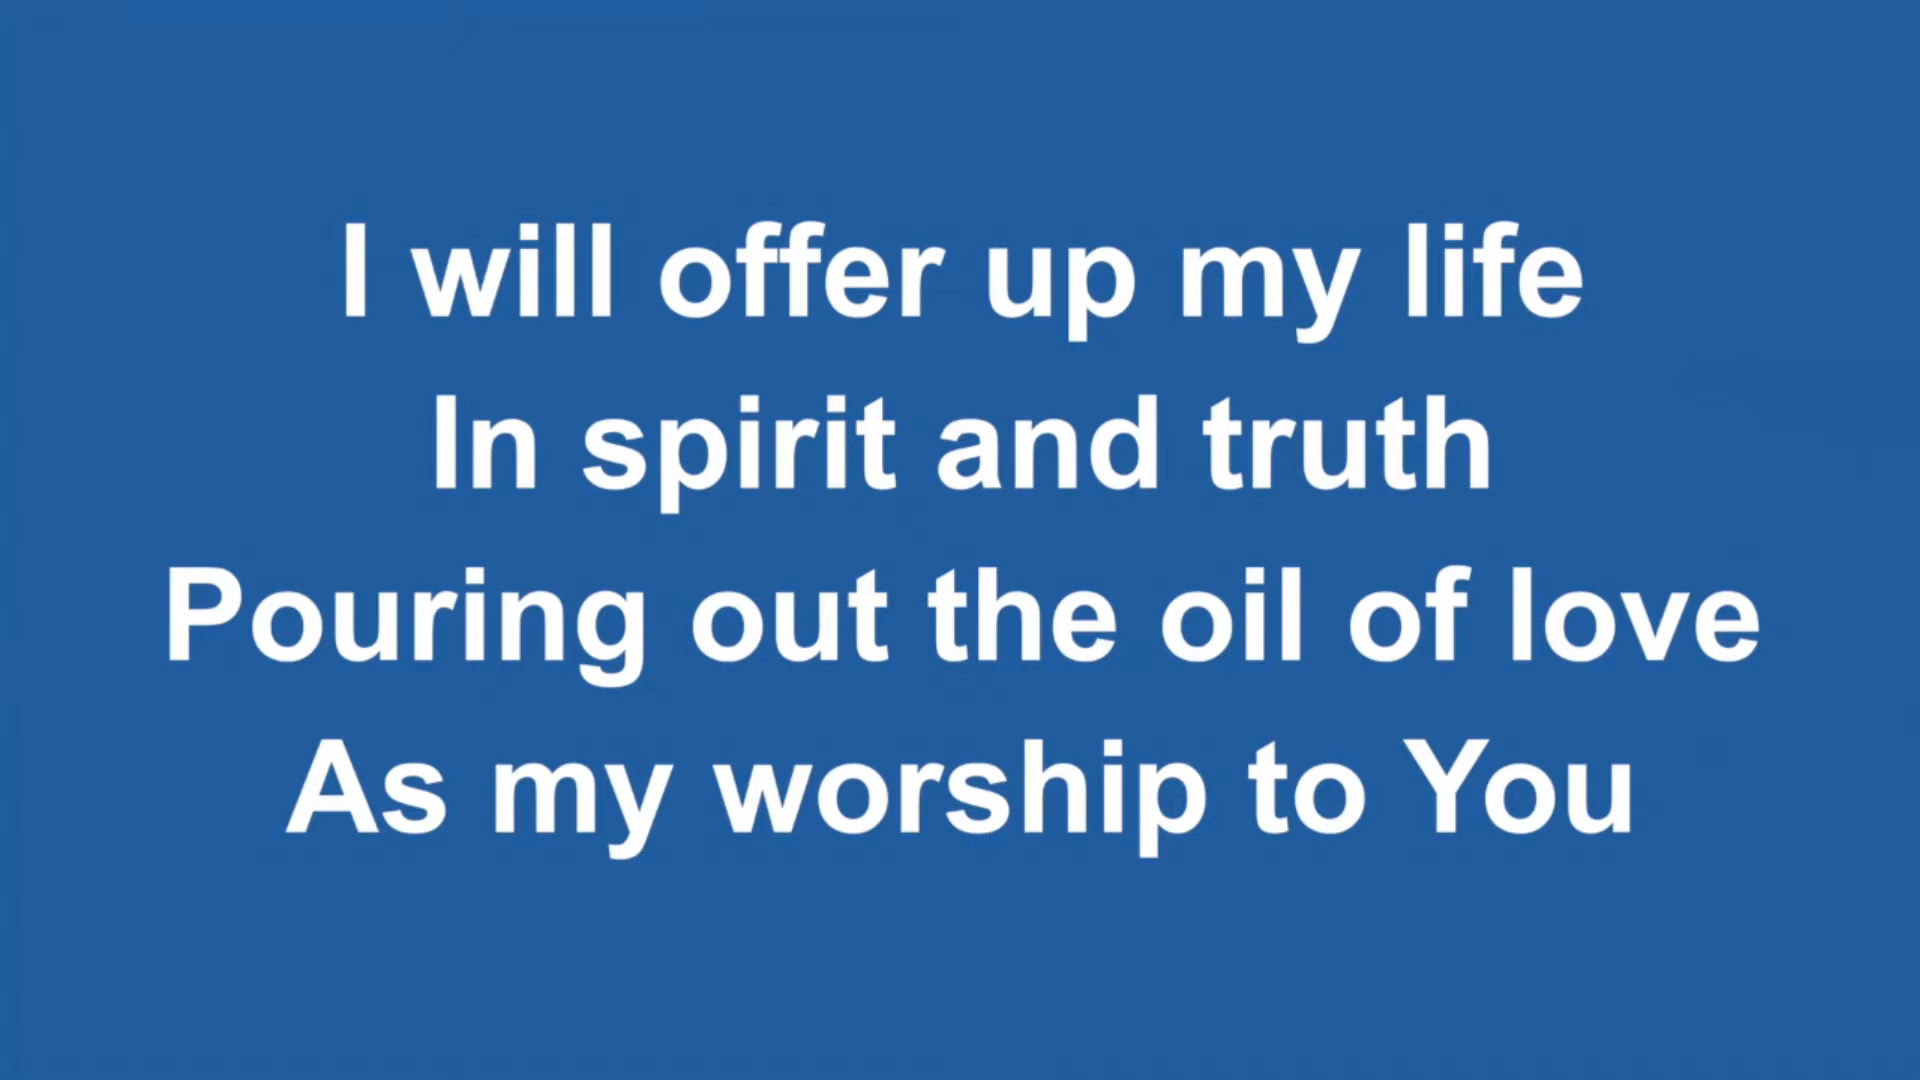 I will offer up my life
In spirit and truth
Pouring out the oil of love
As my worship to You